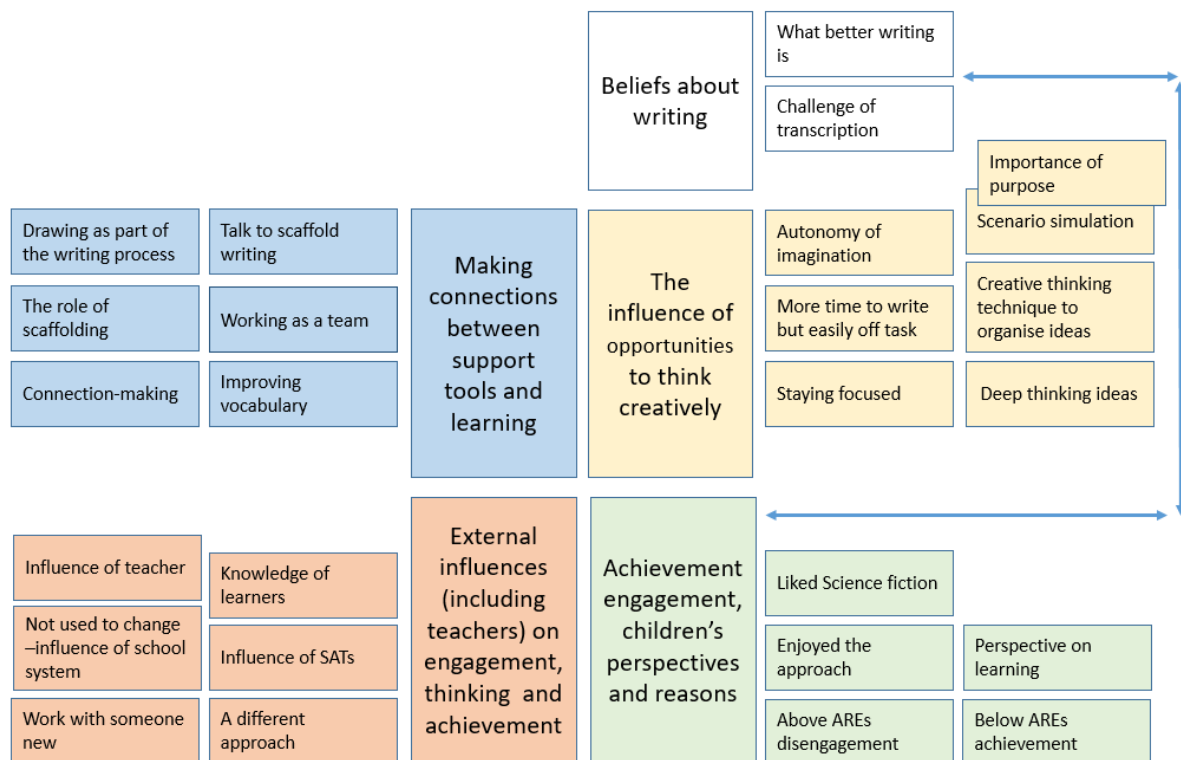 Beliefs about
writing
What better writing
is
Challenge of
transcription
Importance of
purpose
Scenario simulation
Drawing as part of
the writing process
Talk to scaffold
writing
The role of
scaffolding
Working as a team
Connection-making
Improving
vocabulary
Making
connections
between
support
tools and
learning
The
influence of
opportunities
to think
creatively
Autonomy of
imagination
More time to write
but easily off task
Creative thinking
technique to
organise ideas
Staying focused
Deep thinking ideas
Influence of teacher
Knowledge of
learners
Not used to change
–influence of school
system
Influence of SATs
Work with someone
new
A different
approach
External
influences
(including
teachers) on
engagement,
thinking and
achievement
Achievement
engagement,
children’s
perspectives
and reasons
Liked Science fiction
Enjoyed the
approach
Perspective on
learning
Above AREs
disengagement
Below AREs
achievement